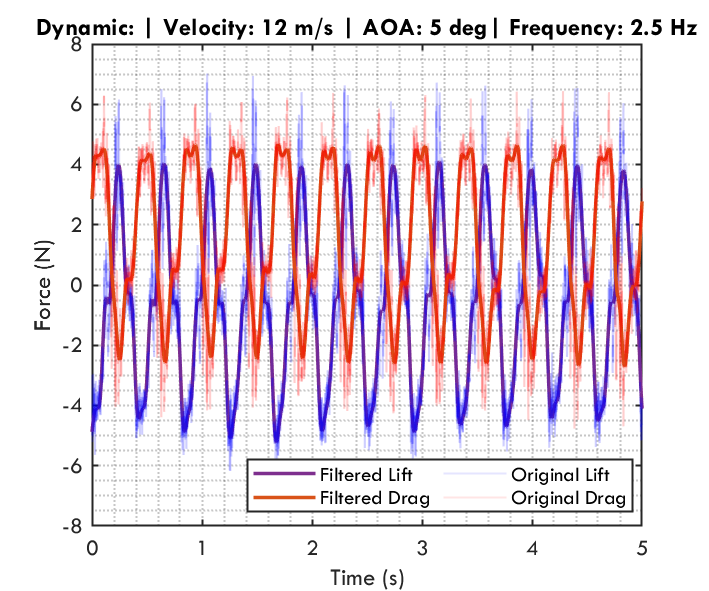 Dynamic: | Velocity: 12 m/s | AOA: 5 deg| Frequency: 2.5 Hz
8
6
4
2
0
-2
-4
-6
-8
Force (N)
Filtered Lift Original Lift
Filtered Drag Original Drag
0 1 2 3 4 5
Time (s)